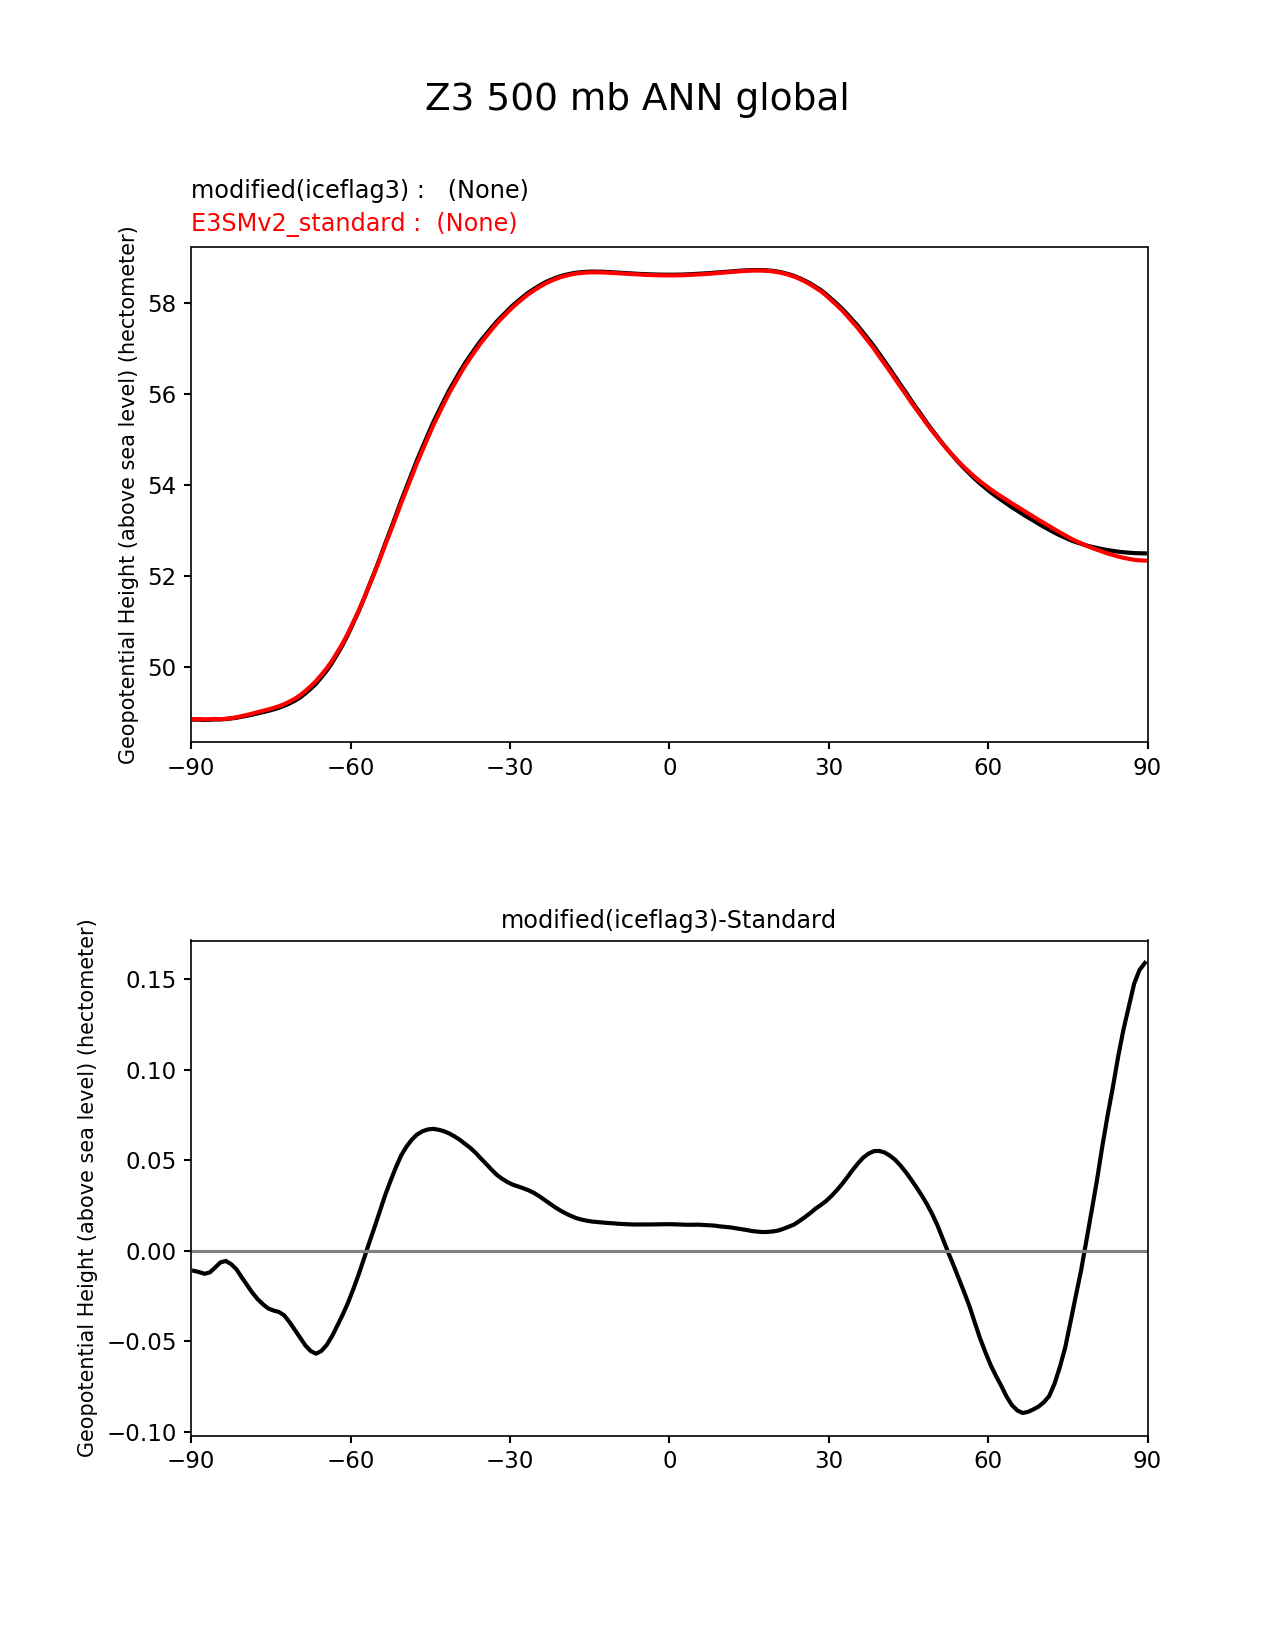 Z3 500 mb ANN global
modified(iceflag3) :   (None)
E3SMv2_standard :  (None)
Geopotential Height (above sea level) (hectometer)
58
56
54
52
50
−90 −60 −30 0 30 60 90
modified(iceflag3)-Standard
Geopotential Height (above sea level) (hectometer)
0.15
0.10
0.05
0.00
−0.05
−0.10
−90 −60 −30 0 30 60 90